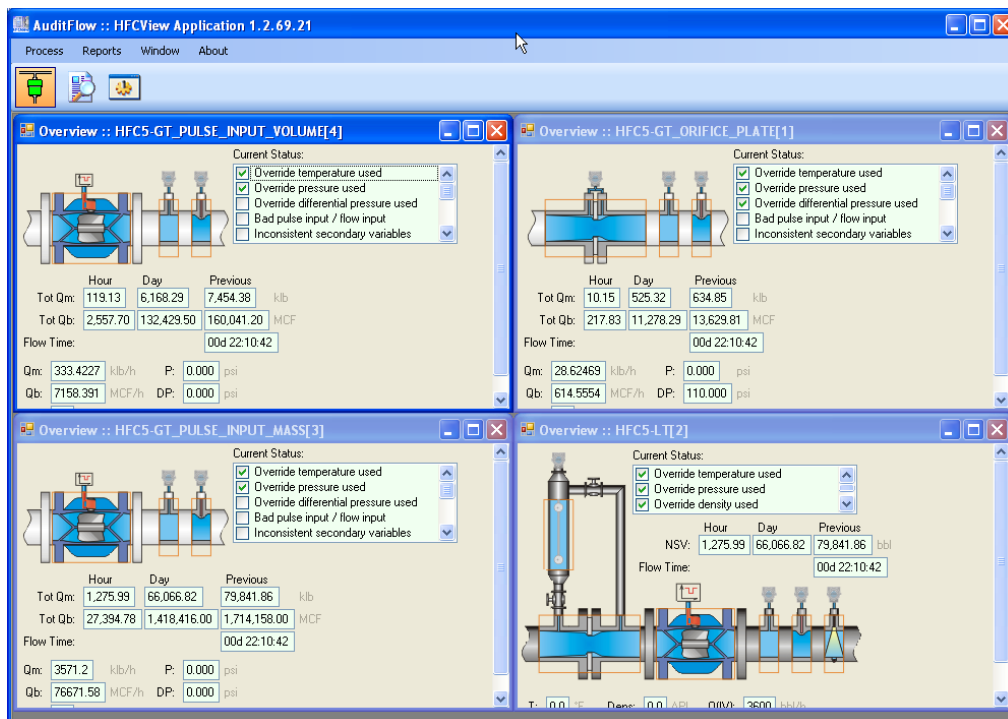 AuditFlow :: HFCView Application 1.2.69.21
Process Reports Window About
Overview :: HFC5-GT_PULSE_INPUT_VOLUME[4]
Current Status:
Override temperature used
Override pressure used
Override differential pressure used
Bad pulse input / flow input
Inconsistent secondary variables
Hour Day Previous
Tot Qm: 119.13 6,168.29 7,454.38 klb
Tot Qb: 2,557.70 132,429.50 160,041.20 MCF
Flow Time: 00d 22:10:42
Qm: 333.4227 klb/h P: 0.000 psi
Qb: 7158.391 MCF/h DP: 0.000 psi
Overview :: HFC5-GT_ORIFICE_PLATE[1]
Current Status:
Override temperature used
Override pressure used
Override differential pressure used
Bad pulse input / flow input
Inconsistent secondary variables
Hour Day Previous
Tot Qm: 10.15 525.32 634.85 klb
Tot Qb: 217.83 11,278.29 13,629.81 MCF
Flow Time: 00d 22:10:42
Qm: 28.62469 klb/h P: 0.000 psi
Qb: 614.5554 MCF/h DP: 110.000 psi
Overview :: HFC5-GT_PULSE_INPUT_MASS[3]
Current Status:
Override temperature used
Override pressure used
Override differential pressure used
Bad pulse input / flow input
Inconsistent secondary variables
Hour Day Previous
Tot Qm: 1,275.99 66,066.82 79,841.86 klb
Tot Qb: 27,394.78 1,418,416.00 1,714,158.00 MCF
Flow Time: 00d 22:10:42
Qm: 3571.2 klb/h P: 0.000 psi
Qb: 76671.58 MCF/h DP: 0.000 psi
Overview :: HFC5-LT[2]
Current Status:
Override temperature used
Override pressure used
Override density used
Hour Day Previous
NSV: 1,275.99 66,066.82 79,841.86 bbl
Flow Time: 00d 22:10:42
T: 0.0 °F Dens: 0.0 API Q(IV): 3600 bbl/h